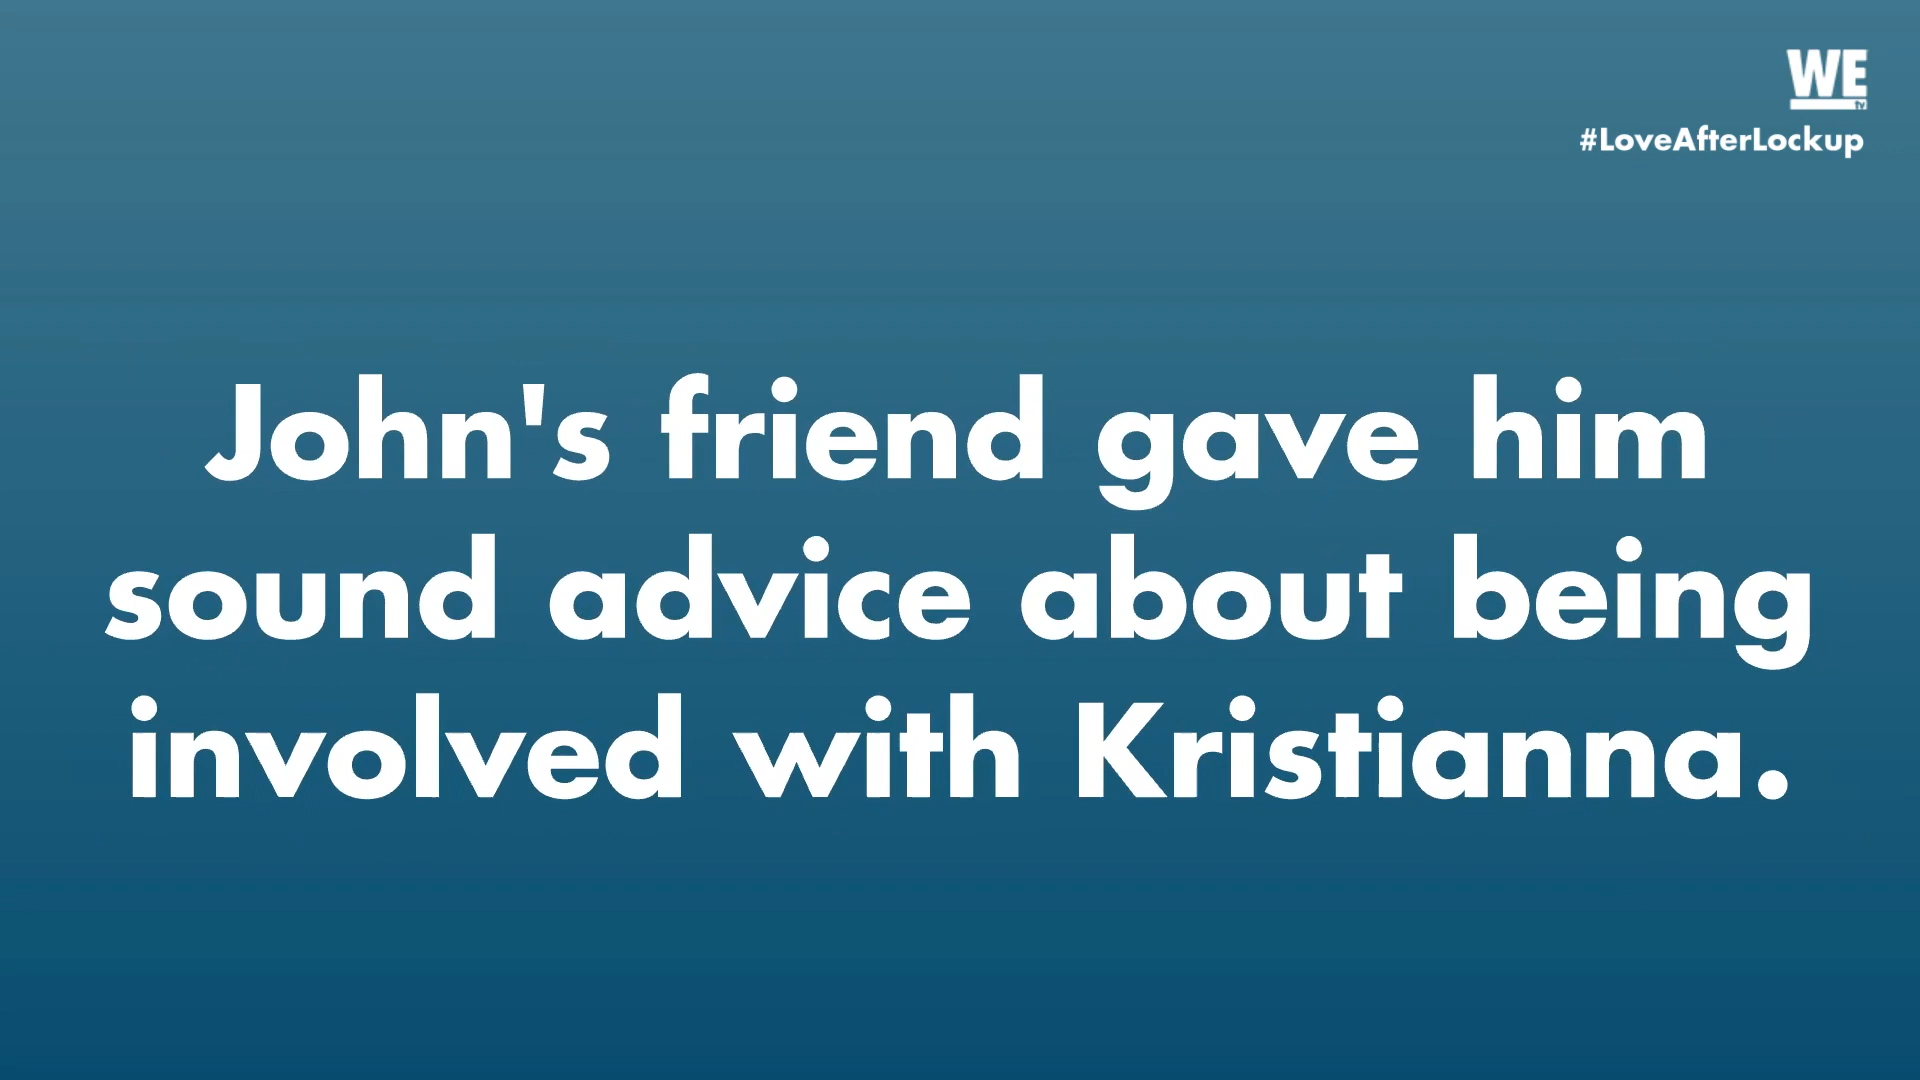 WE
tv
#LoveAfterLockup
John's friend gave him
sound advice about being
involved with Kristianna.